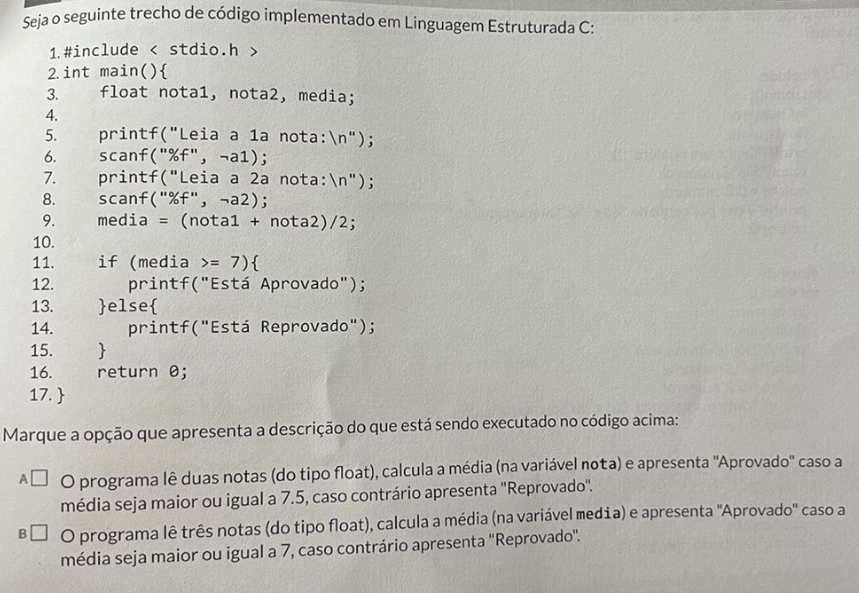 Seja o seguinte trecho de código implementado em Linguagem Estruturada C:
1. #include < stdio.h >
2. int main(){
3. float nota1, nota2, media;
4.
5. printf("Leia a 1a nota:\n");
6. scanf("%f", ¬a1);
7. printf("Leia a 2a nota:\n");
8. scanf("%f", ¬a2);
9. media = (nota1 + nota2)/2;
10.
11. if (media >= 7){
12. printf("Está Aprovado");
13. }else{
14. printf("Está Reprovado");
15. }
16. return 0;
17. }
Marque a opção que apresenta a descrição do que está sendo executado no código acima:
A O programa lê duas notas (do tipo float), calcula a média (na variável nota) e apresenta "Aprovado" caso a
média seja maior ou igual a 7.5, caso contrário apresenta "Reprovado".
B O programa lê três notas (do tipo float), calcula a média (na variável media) e apresenta "Aprovado" caso a
média seja maior ou igual a 7, caso contrário apresenta "Reprovado".